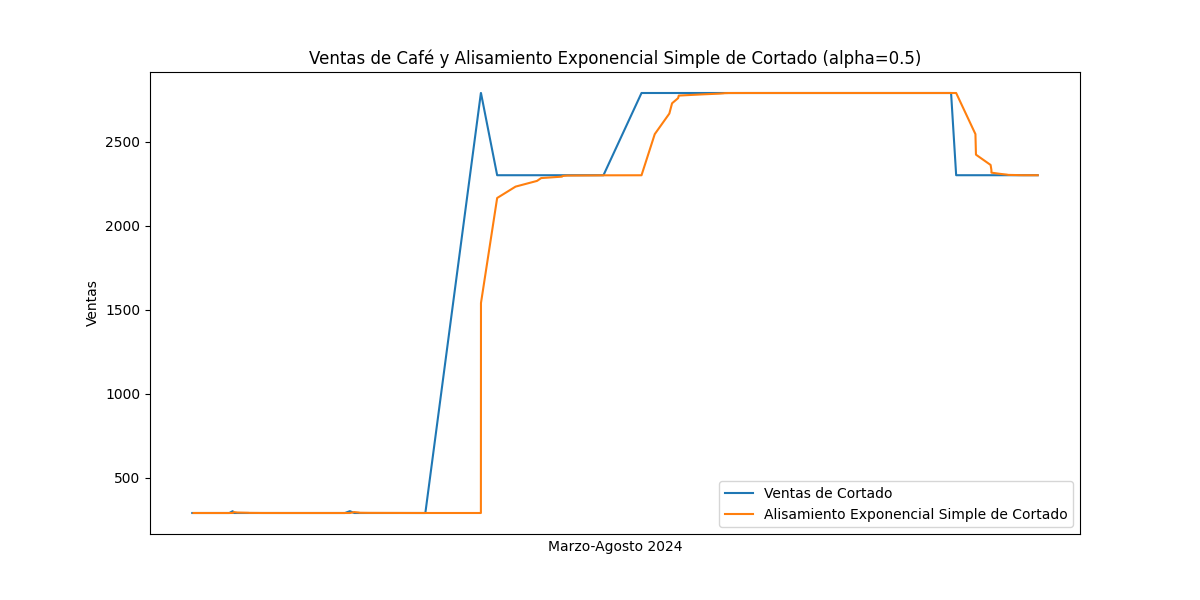 Ventas de Café y Alisamiento Exponencial Simple de Cortado (alpha=0.5)
Ventas
2500
2000
1500
1000
500
Ventas de Cortado
Alisamiento Exponencial Simple de Cortado
Marzo-Agosto 2024